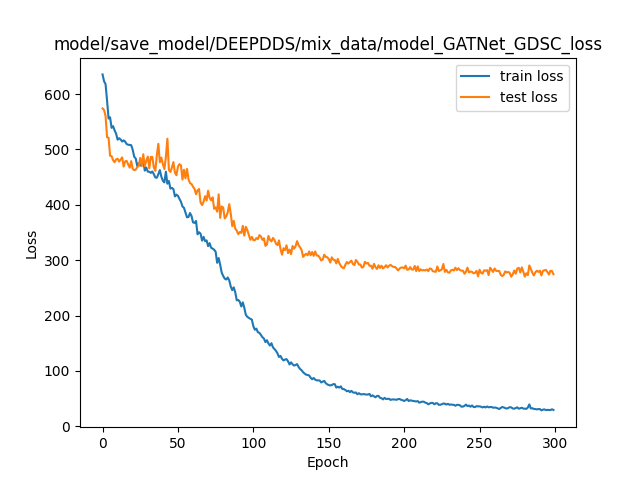 model/save_model/DEEPDDS/mix_data/model_GATNet_GDSC_loss
train loss
test loss
600
500
400
300
200
100
0
Loss
0 50 100 150 200 250 300
Epoch